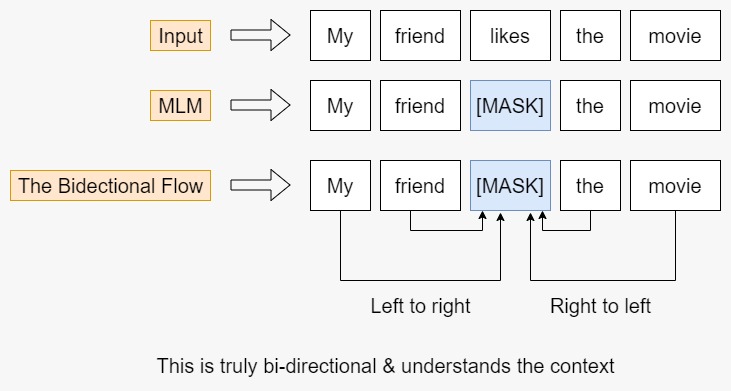 Input My friend likes the movie
MLM My friend [MASK] the movie
The Bidectional Flow My friend [MASK] the movie
Left to right Right to left
This is truly bi-directional & understands the context